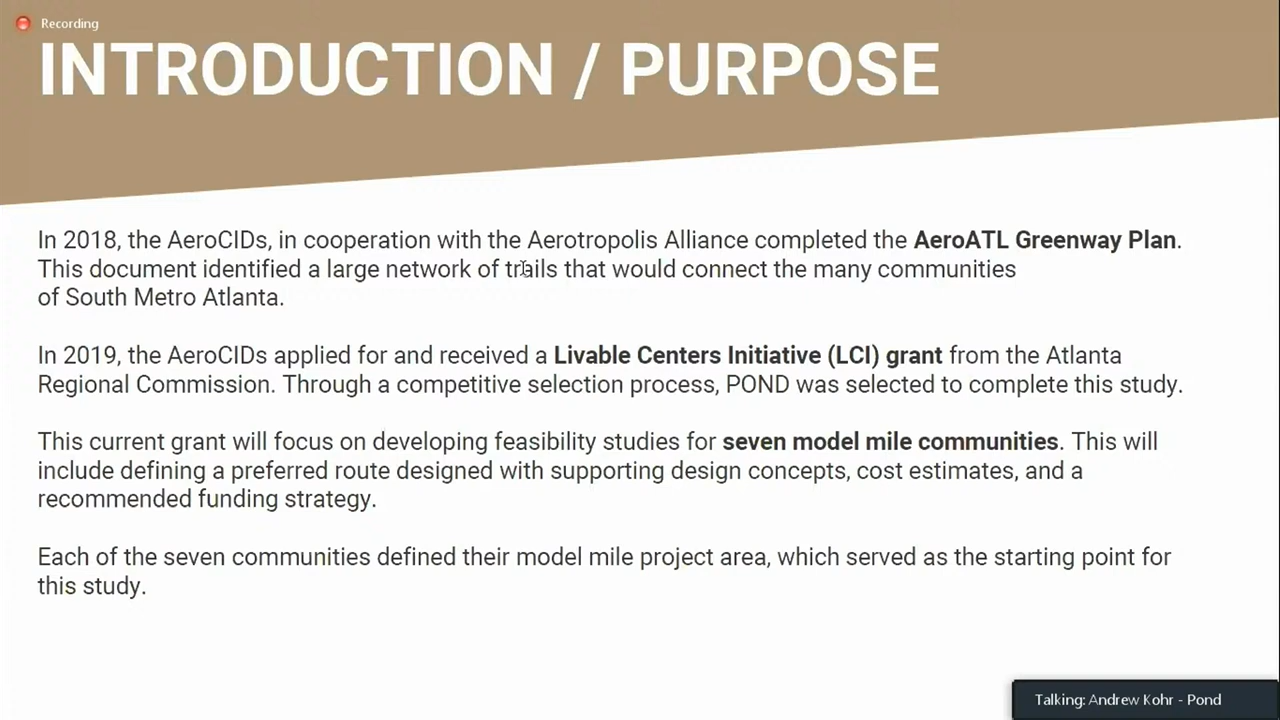 Recording
INTRODUCTION / PURPOSE
In 2018, the AeroCIDs, in cooperation with the Aerotropolis Alliance completed the AeroATL Greenway Plan.
This document identified a large network of trails that would connect the many communities
of South Metro Atlanta.
In 2019, the AeroCIDs applied for and received a Livable Centers Initiative (LCI) grant from the Atlanta
Regional Commission. Through a competitive selection process, POND was selected to complete this study.
This current grant will focus on developing feasibility studies for seven model mile communities. This will
include defining a preferred route designed with supporting design concepts, cost estimates, and a
recommended funding strategy.
Each of the seven communities defined their model mile project area, which served as the starting point for
this study.
Talking: Andrew Kohr - Pond